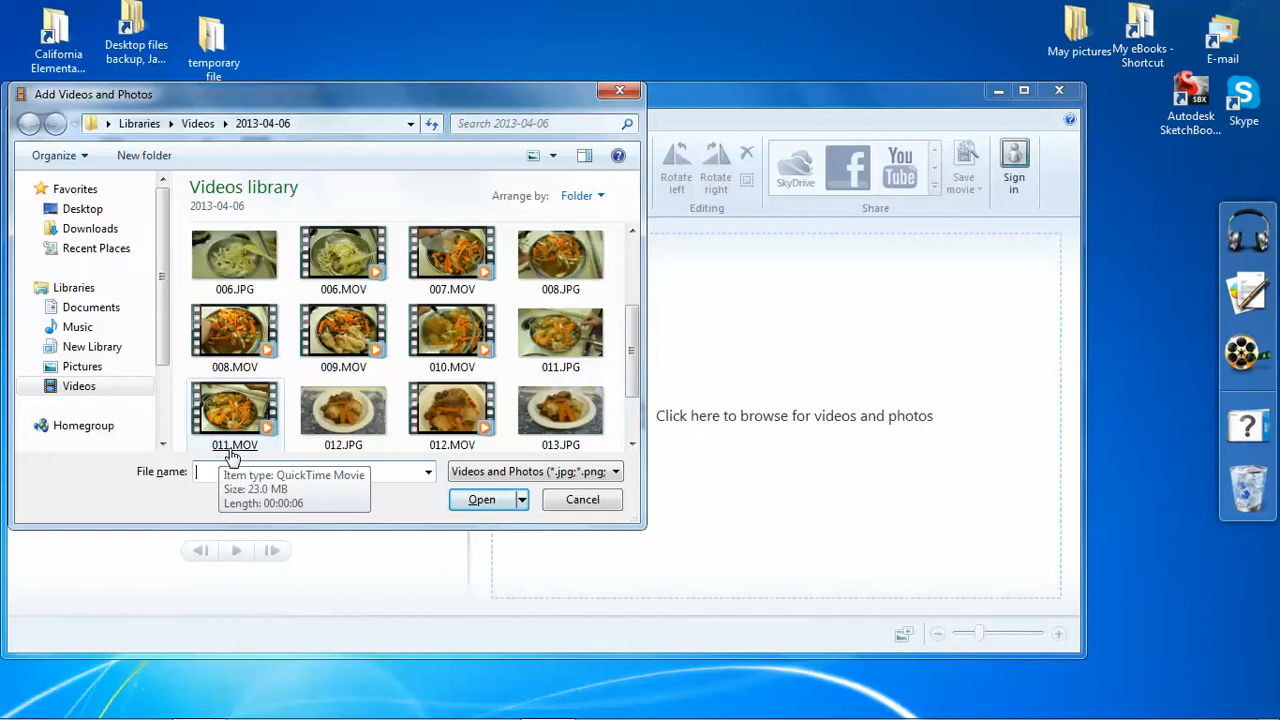 California
Elementa...
Desktop files
backup, Ja...
temporary
file
May pictures
My eBooks -
Shortcut
E-mail
Autodesk
SketchBoo...
SBX
Skype
Add Videos and Photos
Libraries
Videos
2013-04-06
Search 2013-04-06
Organize
New folder
Favorites
Desktop
Downloads
Recent Places
Libraries
Documents
Music
New Library
Pictures
Videos
Homegroup
Videos library
2013-04-06
Arrange by:
Folder
006.JPG
006.MOV
007.MOV
008.JPG
008.MOV
009.MOV
010.MOV
011.JPG
011.MOV
012.JPG
012.MOV
013.JPG
File name:
Videos and Photos (*.jpg;*.png;
Item type: QuickTime Movie
Size: 23.0 MB
Length: 00:00:06
Open
Cancel
Rotate
left
Rotate
right
Editing
SkyDrive
f
You
Tube
Save
movie
Share
Sign
in
Click here to browse for videos and photos